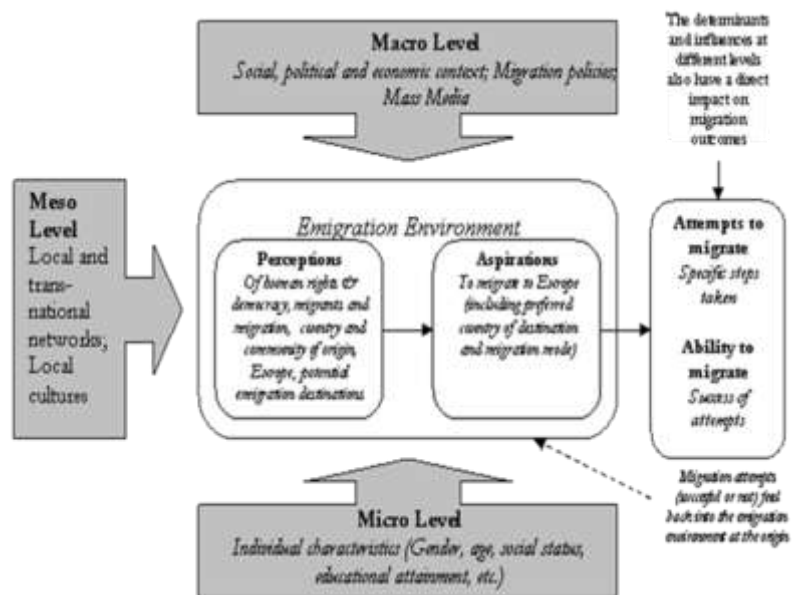 Macro Level
Social, political and economic context; Migration policies;
Mass Media
The determinants
and influences at
different levels
also have a direct
impact on
migration
outcomes
Meso
Level
Local and
trans-
national
networks;
Local
cultures
Emigration Environment
Perceptions
Of human rights &
democracy, migrants and
migration, country and
community of origin,
Europe, potential
emigration destinations
Aspirations
To migrate to Europe
(including preferred
country of destination
and migration mode)
Attempts to
migrate
Specific steps
taken
Ability to
migrate
Success of
attempts
Migration attempts
(succesful or not) feed
back into the emigration
environment at the origin
Micro Level
Individual characteristics (Gender, age, social status,
educational attainment, etc.)